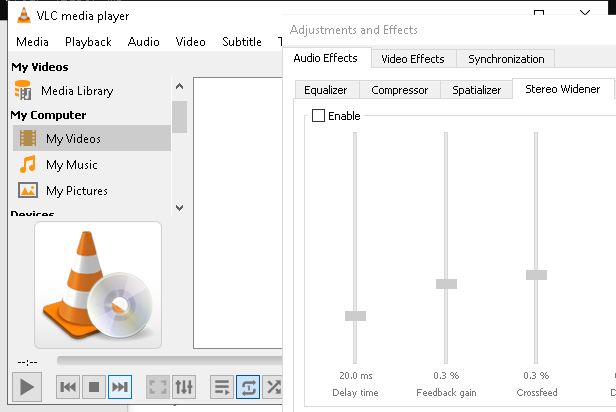 VLC media player
Media Playback Audio Video Subtitle
My Videos
Media Library
My Computer
My Videos
My Music
My Pictures
Devices
--:--
Adjustments and Effects
Audio Effects Video Effects Synchronization
Equalizer Compressor Spatializer Stereo Widener
Enable
20.0 ms 0.3 % 0.3 %
Delay time Feedback gain Crossfeed